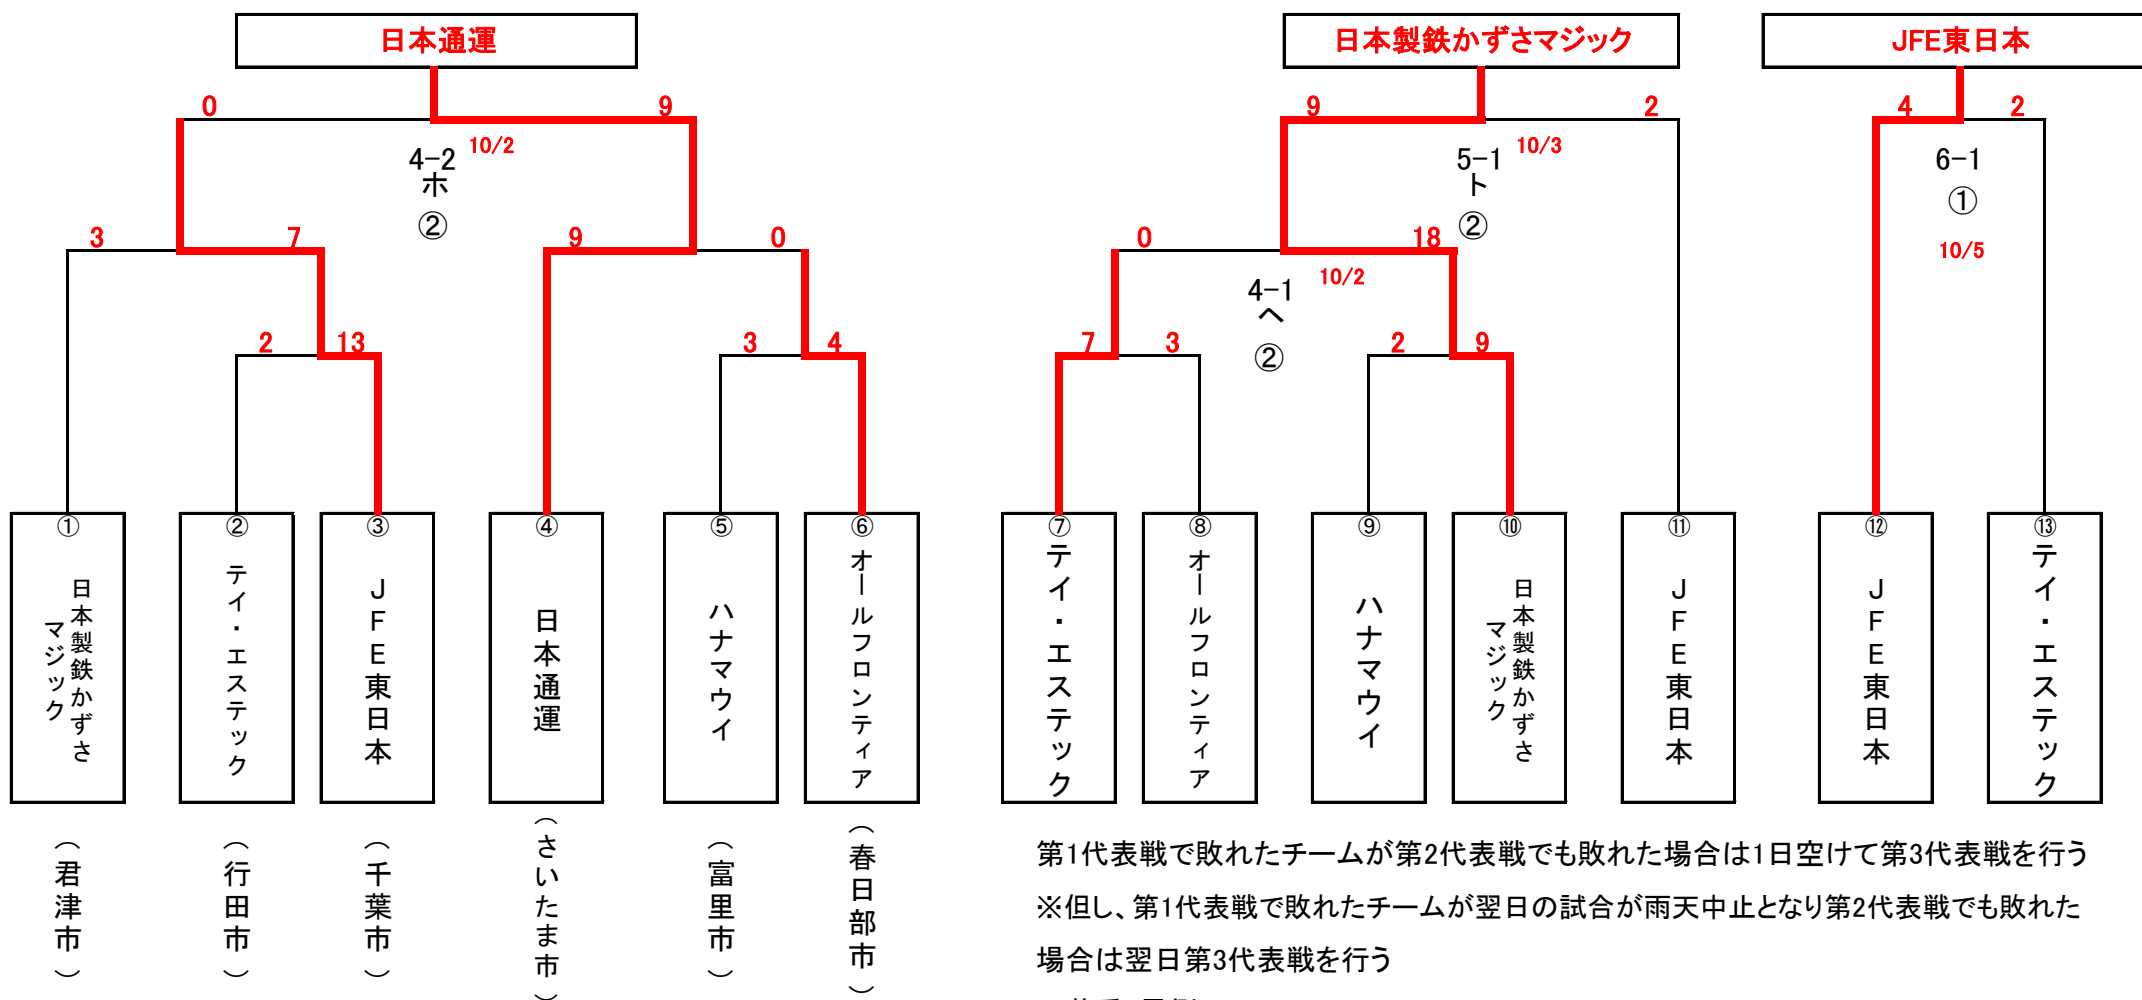 日本通運
日本製鉄かずさマジック
JFE東日本
0
9
9
2
4
2
10/2
10/3
4-2
ホ
②
5-1
ト
②
6-1
①
10/5
3
7
9
0
0
18
10/2
4-1
へ
②
2
13
3
4
7
3
2
9
①
日本製鉄かずさ
マジック
②
テイ・エステック
③
JFE東日本
④
日本通運
⑤
ハナマウイ
⑥
オールフロンティア
⑦
テイ・エステック
⑧
オールフロンティア
⑨
ハナマウイ
⑩
日本製鉄かずさ
マジック
⑪
JFE東日本
⑫
JFE東日本
⑬
テイ・エステック
(君津市)
(行田市)
(千葉市)
(さいたま市)
(富里市)
(春日部市)
第1代表戦で敗れたチームが第2代表戦でも敗れた場合は1日空けて第3代表戦を行う
※但し、第1代表戦で敗れたチームが翌日の試合が雨天中止となり第2代表戦でも敗れた
場合は翌日第3代表戦を行う